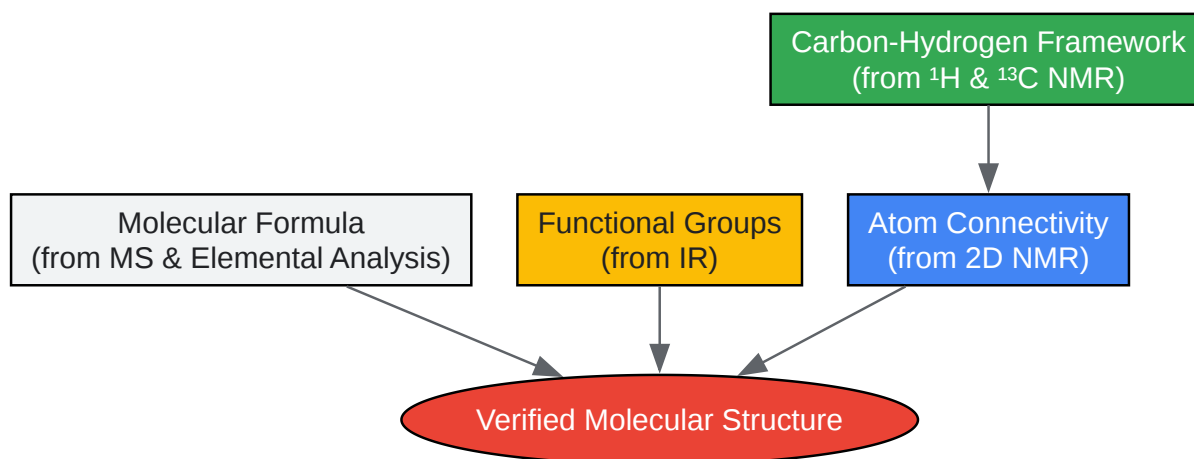 Carbon-Hydrogen Framework
(from ¹H & ¹³C NMR)
Molecular Formula
(from MS & Elemental Analysis)
Functional Groups
(from IR)
Atom Connectivity
(from 2D NMR)
Verified Molecular Structure